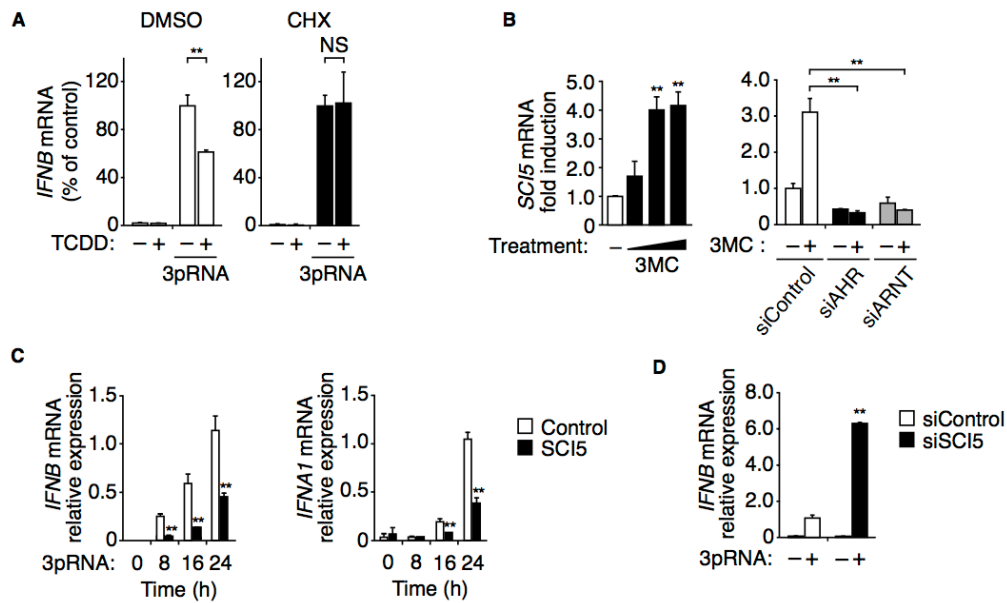 A
DMSO
CHX
IFNB mRNA
(% of control)
120
80
40
0
**
120
80
40
0
NS
TCDD: − + − + − + − +
3pRNA
3pRNA
B
SCI5 mRNA
fold induction
5.0
4.0
3.0
2.0
1.0
0
** **
Treatment: −
3MC
4.0
3.0
2.0
1.0
0
**
**
3MC : − + − + − +
siControl
siAHR
siARNT
C
IFNB mRNA
relative expression
1.5
1.0
0.5
0
**
**
**
3pRNA: 0 8 16 24
Time (h)
IFNA1 mRNA
relative expression
1.5
1.0
0.5
0
**
**
0 8 16 24
Time (h)
Control
SCI5
D
IFNB mRNA
relative expression
8.0
6.0
4.0
2.0
0
**
siControl
siSCI5
3pRNA: − + − +